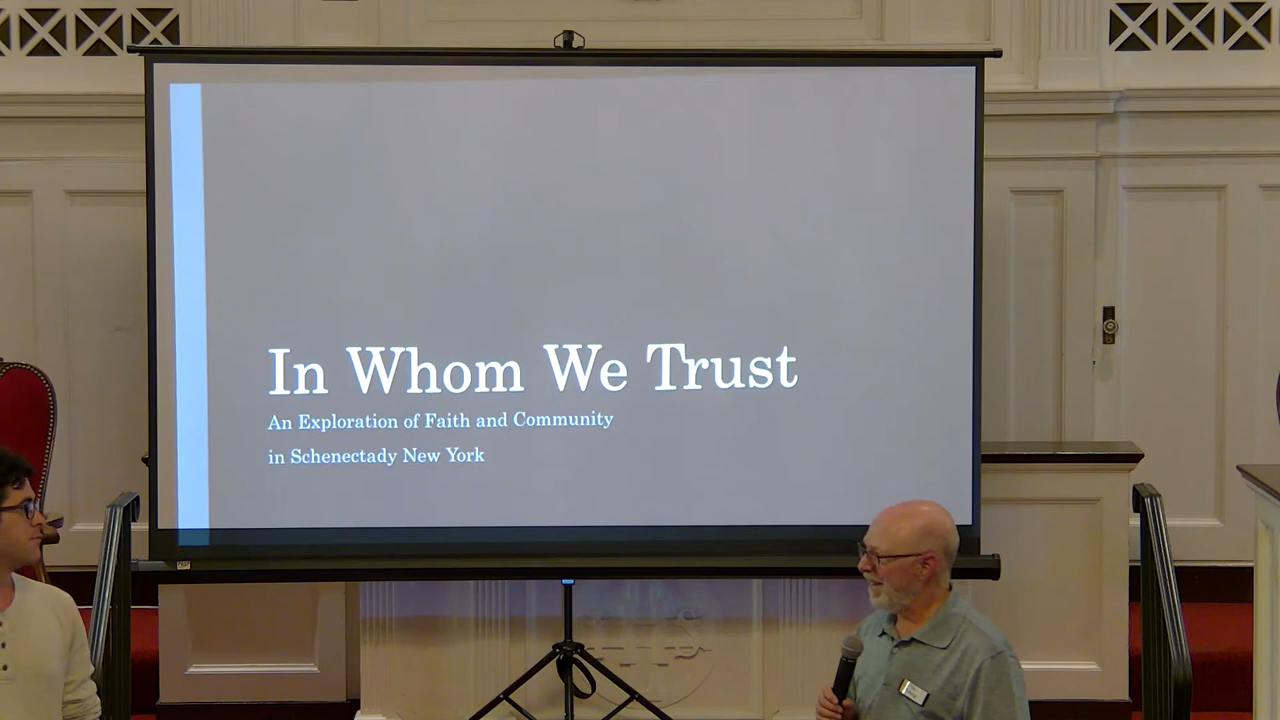 In Whom We Trust
An Exploration of Faith and Community
in Schenectady New York